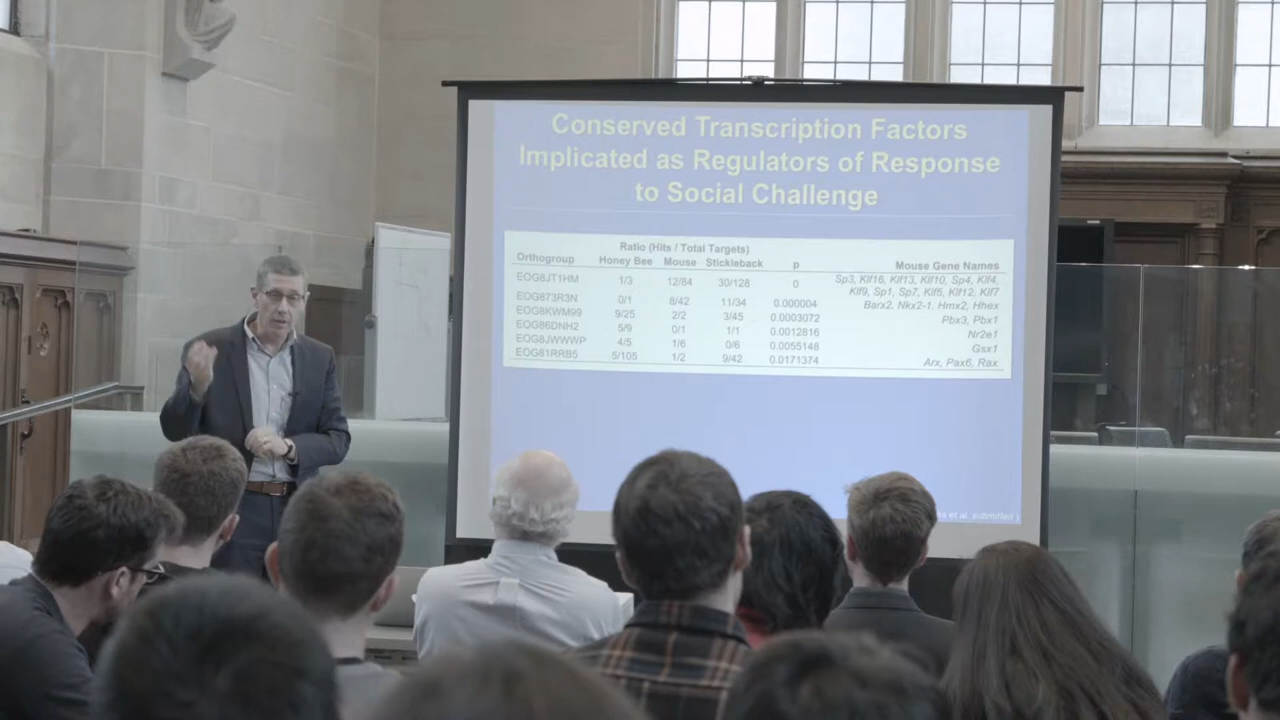 Conserved Transcription Factors
Implicated as Regulators of Response
to Social Challenge
Ratio (Hits / Total Targets)
Orthogroup Honey Bee Mouse Stickleback p Mouse Gene Names
EOG8JT1HM 1/3 12/84 30/128 0 Sp3, Klf16, Klf13, Klf10, Sp4, Klf4,
Klf9, Sp1, Sp7, Klf5, Klf12, Klf7
EOG873R3N 0/1 8/42 11/34 0.000004 Barx2, Nkx2-1, Hmx2, Hhex
EOG8KWM99 9/25 2/2 3/45 0.0003072 Pbx3, Pbx1
EOG86DNH2 5/9 0/1 1/1 0.0012816 Nr2e1
EOG8JWWWP 4/5 1/6 0/6 0.0055148 Gsx1
EOG81RRB5 5/105 1/2 9/42 0.0171374 Arx, Pax6, Rax
et al. submitted )